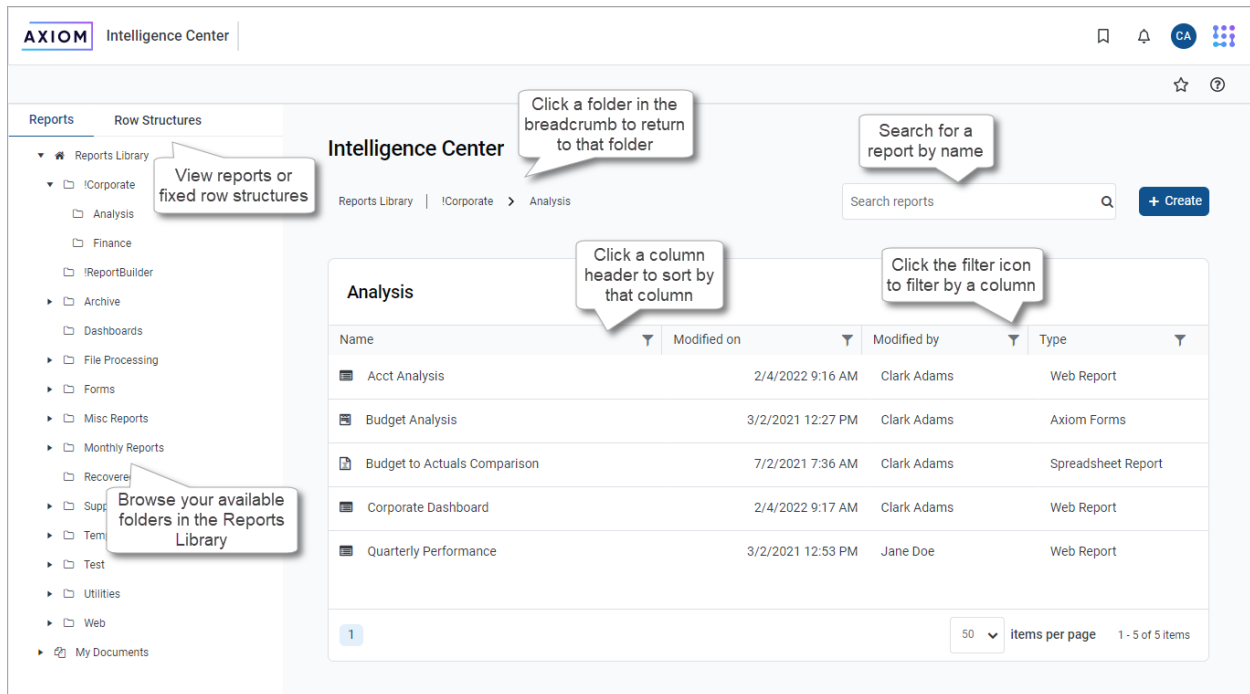 AXIOM Intelligence Center
CA
Reports Row Structures
Reports Library
!Corporate
Analysis
Finance
!ReportBuilder
Archive
Dashboards
File Processing
Forms
Misc Reports
Monthly Reports
Utilities
Test
Web
My Documents
View reports or
fixed row structures
Browse your available
folders in the Reports
Library
Click a folder in the
breadcrumb to return
to that folder
Search for a
report by name
Intelligence Center
Reports Library | !Corporate > Analysis
Search reports
+ Create
Click a column
header to sort by
that column
Click the filter icon
to filter by a column
Analysis
Name Modified on Modified by Type
Acct Analysis 2/4/2022 9:16 AM Clark Adams Web Report
Budget Analysis 3/2/2021 12:27 PM Clark Adams Axiom Forms
Budget to Actuals Comparison 7/2/2021 7:36 AM Clark Adams Spreadsheet Report
Corporate Dashboard 2/4/2022 9:17 AM Clark Adams Web Report
Quarterly Performance 3/2/2021 12:53 PM Jane Doe Web Report
1 50 items per page 1 - 5 of 5 items